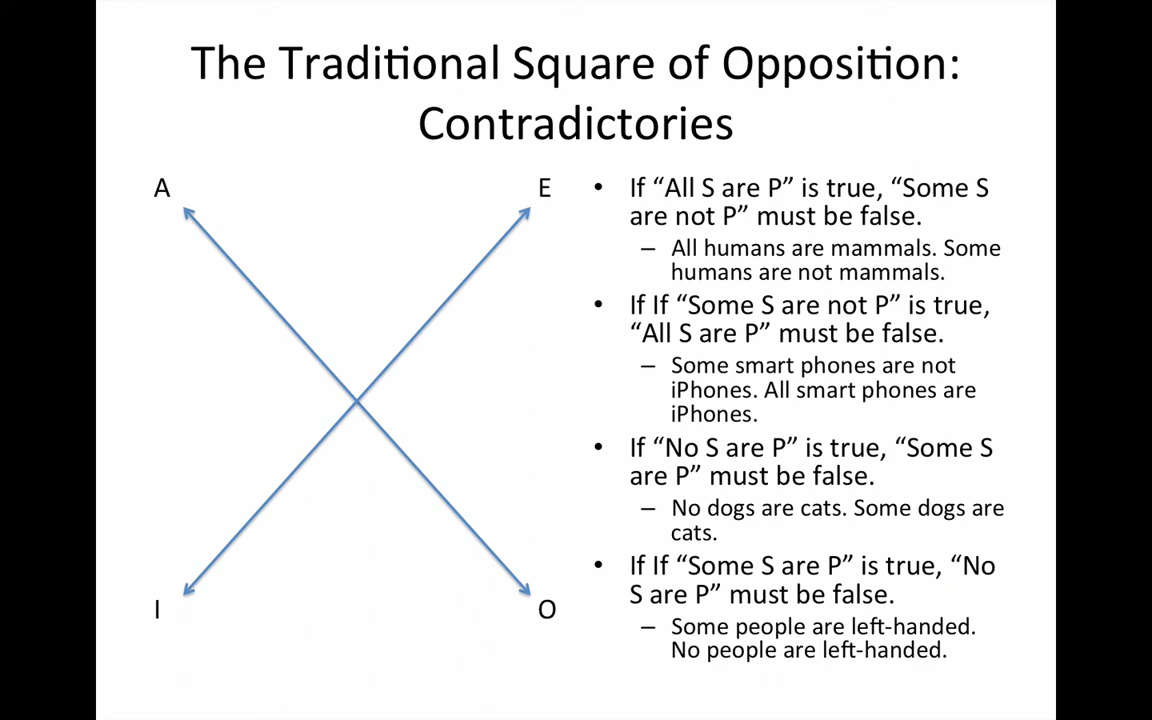 The Traditional Square of Opposition:
Contradictories
A
E
I
O
• If “All S are P” is true, “Some S
are not P” must be false.
– All humans are mammals. Some
humans are not mammals.
• If If “Some S are not P” is true,
“All S are P” must be false.
– Some smart phones are not
iPhones. All smart phones are
iPhones.
• If “No S are P” is true, “Some S
are P” must be false.
– No dogs are cats. Some dogs are
cats.
• If If “Some S are P” is true, “No
S are P” must be false.
– Some people are left-handed.
No people are left-handed.